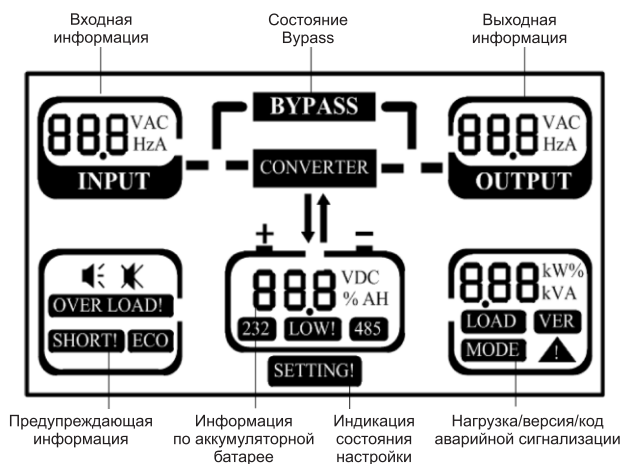 Входная
информация
Состояние
Bypass
Выходная
информация
88.8 VAC
HzA
INPUT
BYPASS
CONVERTER
88.8 VAC
HzA
OUTPUT
OVER LOAD!
SHORT! ECO
+ −
88.8 VDC
% AH
232 LOW! 485
SETTING!
8.88 kW%
kVA
LOAD VER
MODE !
Предупреждающая
информация
Информация
по аккумуляторной
батарее
Индикация
состояния
настройки
Нагрузка/версия/код
аварийной сигнализации